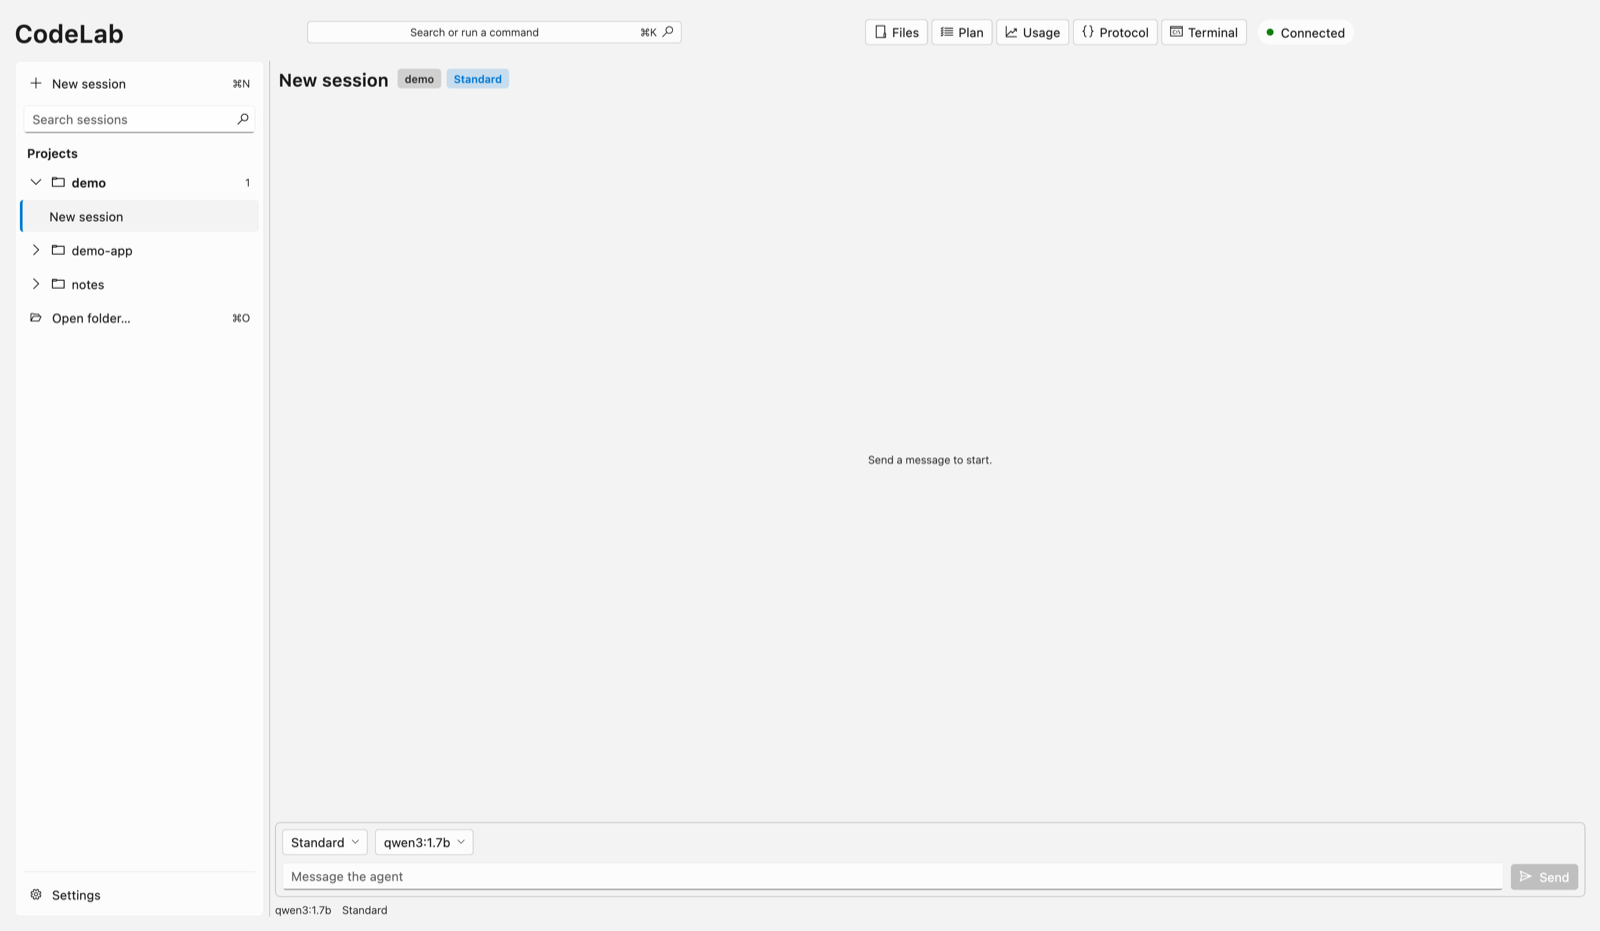 CodeLab
Search or run a command ⌘K
Files
Plan
Usage
Protocol
Terminal
Connected
New session ⌘N
Search sessions
Projects
demo 1
New session
demo-app
notes
Open folder... ⌘O
Settings
New session demo Standard
Send a message to start.
Standard qwen3:1.7b
Message the agent
Send
qwen3:1.7b Standard